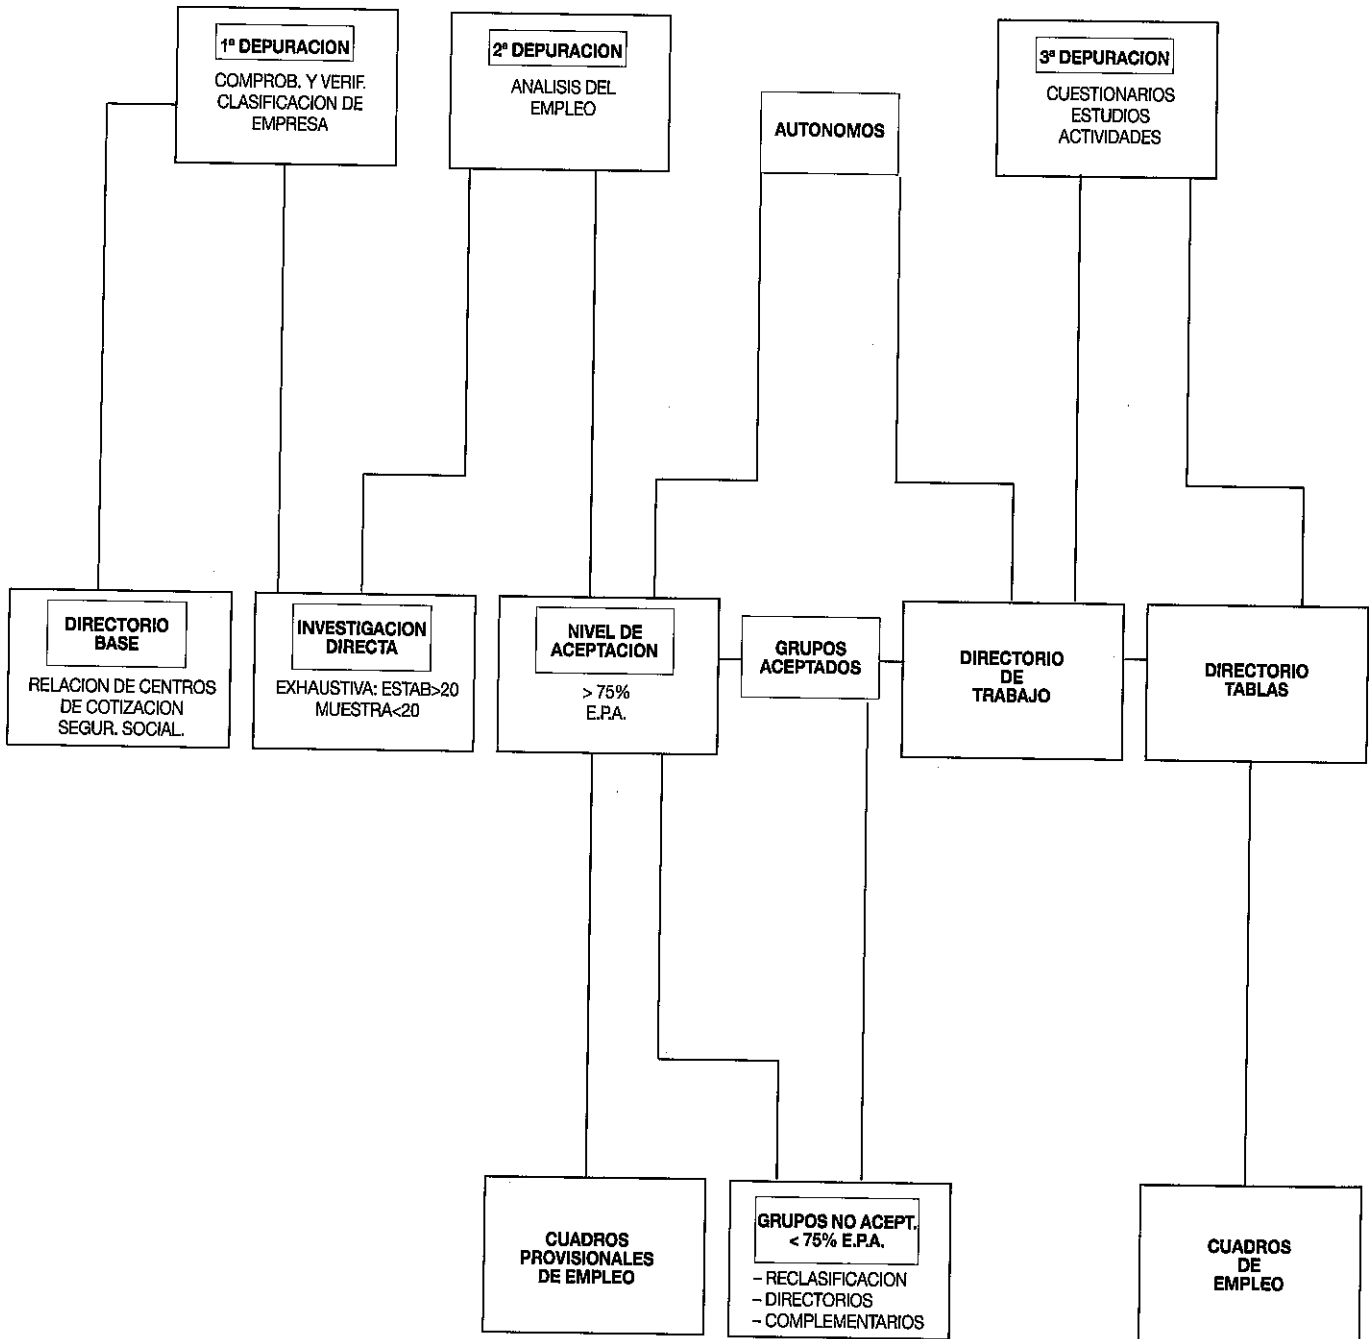 1ª DEPURACION
COMPROB. Y VERIF.
CLASIFICACION DE
EMPRESA
2ª DEPURACION
ANALISIS DEL
EMPLEO
AUTONOMOS
3ª DEPURACION
CUESTIONARIOS
ESTUDIOS
ACTIVIDADES
DIRECTORIO
BASE
RELACION DE CENTROS
DE COTIZACION
SEGUR. SOCIAL.
INVESTIGACION
DIRECTA
EXHAUSTIVA: ESTAB>20
MUESTRA<20
NIVEL DE
ACEPTACION
> 75%
E.P.A.
GRUPOS
ACEPTADOS
DIRECTORIO
DE
TRABAJO
DIRECTORIO
TABLAS
CUADROS
PROVISIONALES
DE EMPLEO
GRUPOS NO ACEPT.
< 75% E.P.A.
– RECLASIFICACION
– DIRECTORIOS
– COMPLEMENTARIOS
CUADROS
DE
EMPLEO